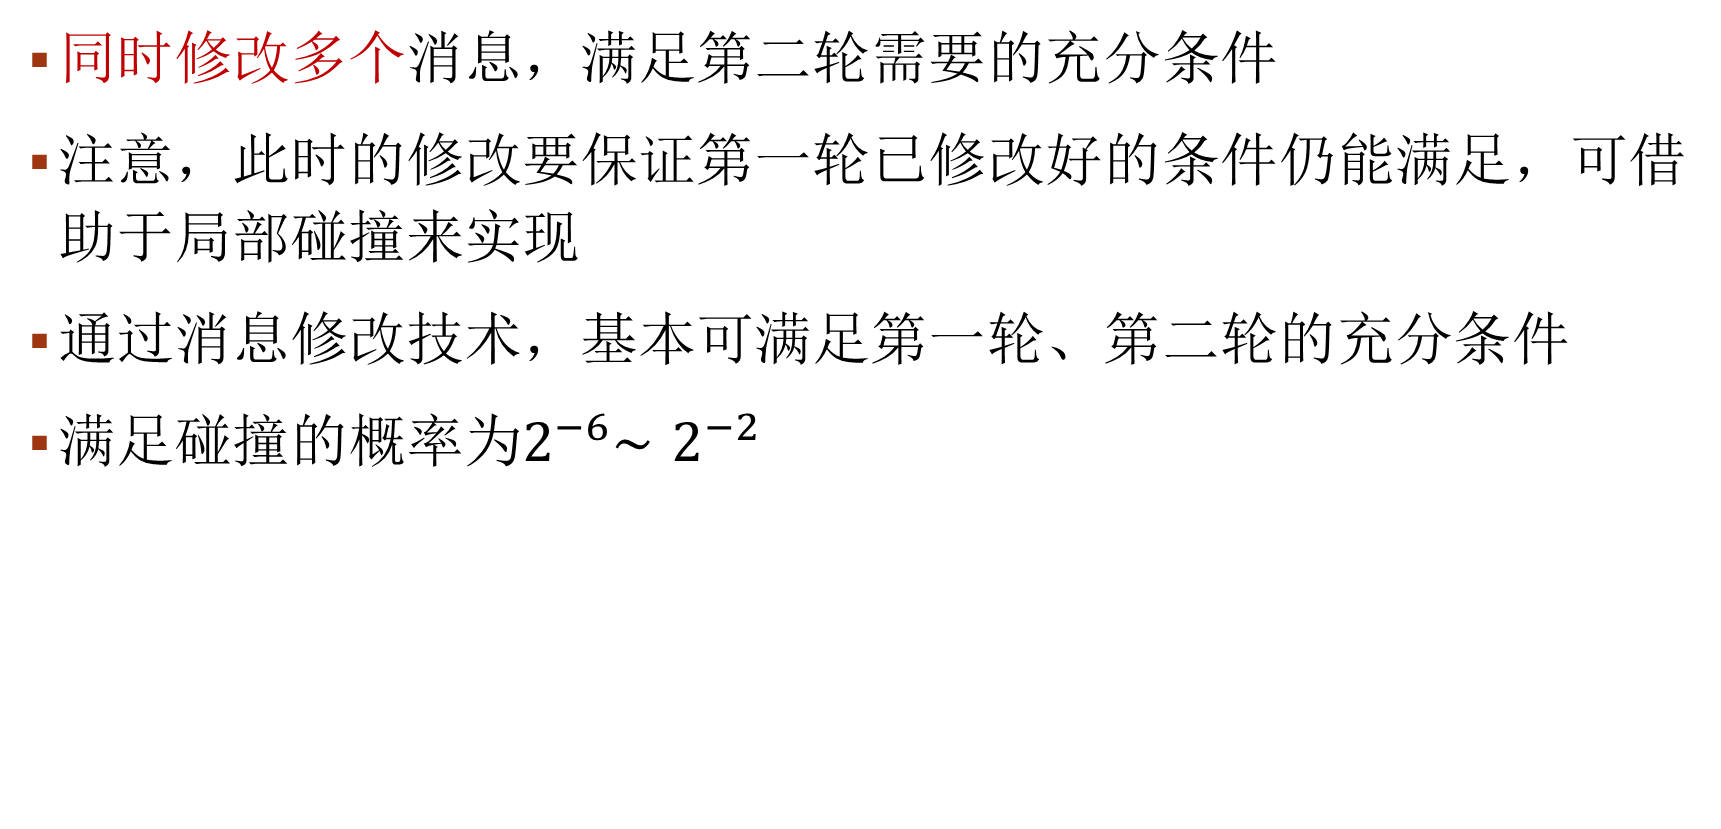 ▪同时修改多个消息，满足第二轮需要的充分条件
▪注意，此时的修改要保证第一轮已修改好的条件仍能满足，可借
助于局部碰撞来实现
▪通过消息修改技术，基本可满足第一轮、第二轮的充分条件
▪满足碰撞的概率为2⁻⁶~ 2⁻²